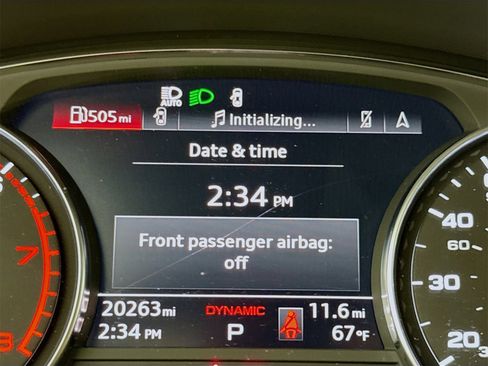 AUTO
505 mi
Initializing...
Date & time
2:34 PM
Front passenger airbag:
off
20263 mi DYNAMIC 11.6 mi
2:34 PM P 67°F
7
8
40
60
30
20